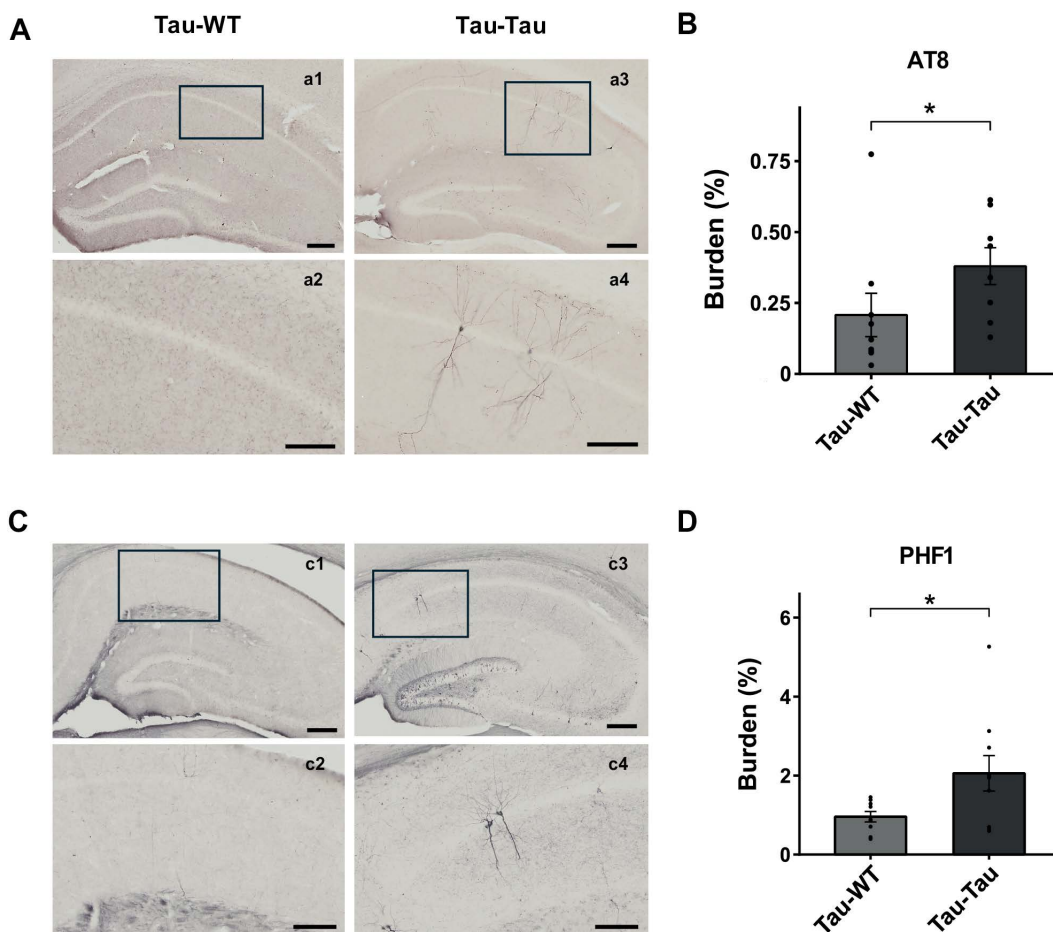 A
Tau-WT
Tau-Tau
a1
a3
a2
a4
B
AT8
*
Burden (%)
0.75
0.50
0.25
0
Tau-WT
Tau-Tau
C
c1
c3
c2
c4
D
PHF1
*
Burden (%)
6
4
2
0
Tau-WT
Tau-Tau